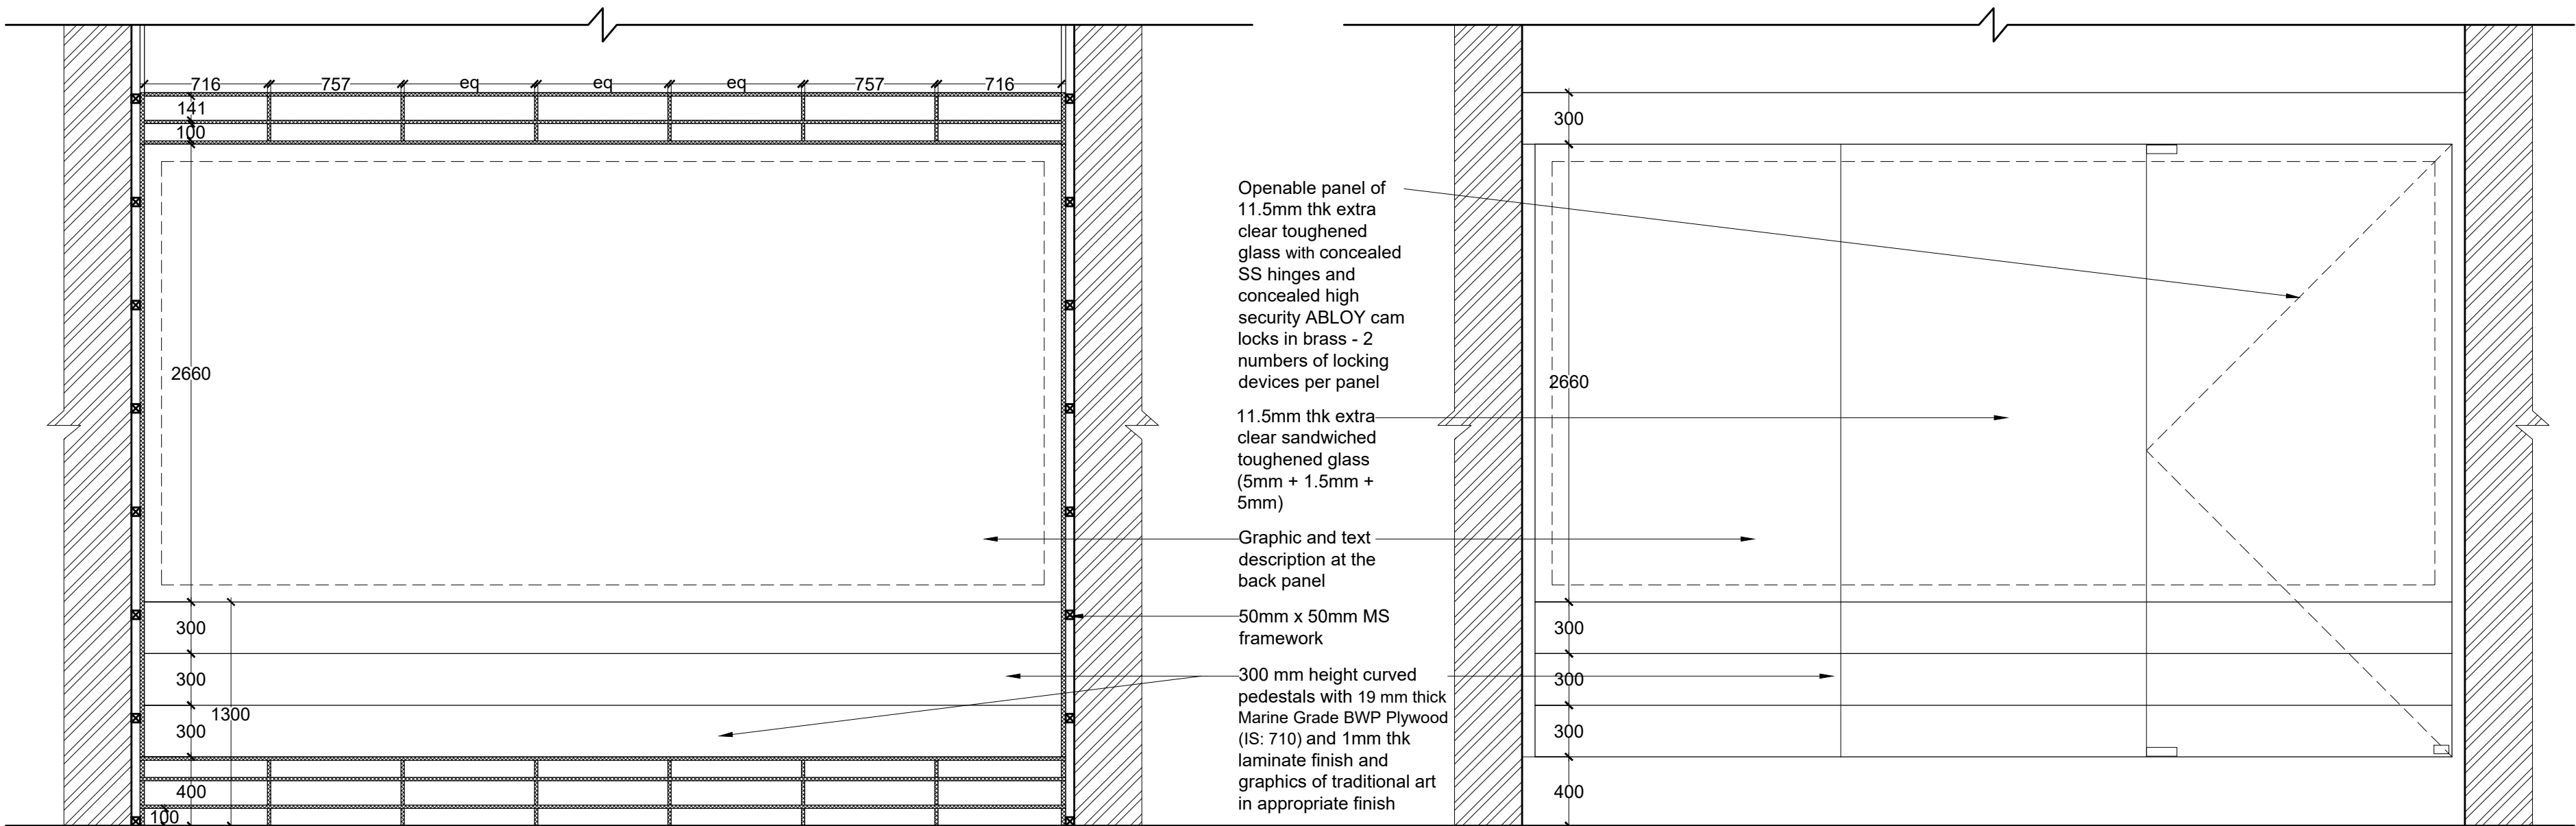 716 757 eq eq eq 757 716
141
100
2660
300
300
300
1300
400
100
Openable panel of
11.5mm thk extra
clear toughened
glass with concealed
SS hinges and
concealed high
security ABLOY cam
locks in brass - 2
numbers of locking
devices per panel
11.5mm thk extra
clear sandwiched
toughened glass
(5mm + 1.5mm +
5mm)
Graphic and text
description at the
back panel
50mm x 50mm MS
framework
300 mm height curved
pedestals with 19 mm thick
Marine Grade BWP Plywood
(IS: 710) and 1mm thk
laminate finish and
graphics of traditional art
in appropriate finish
300
2660
300
300
300
400